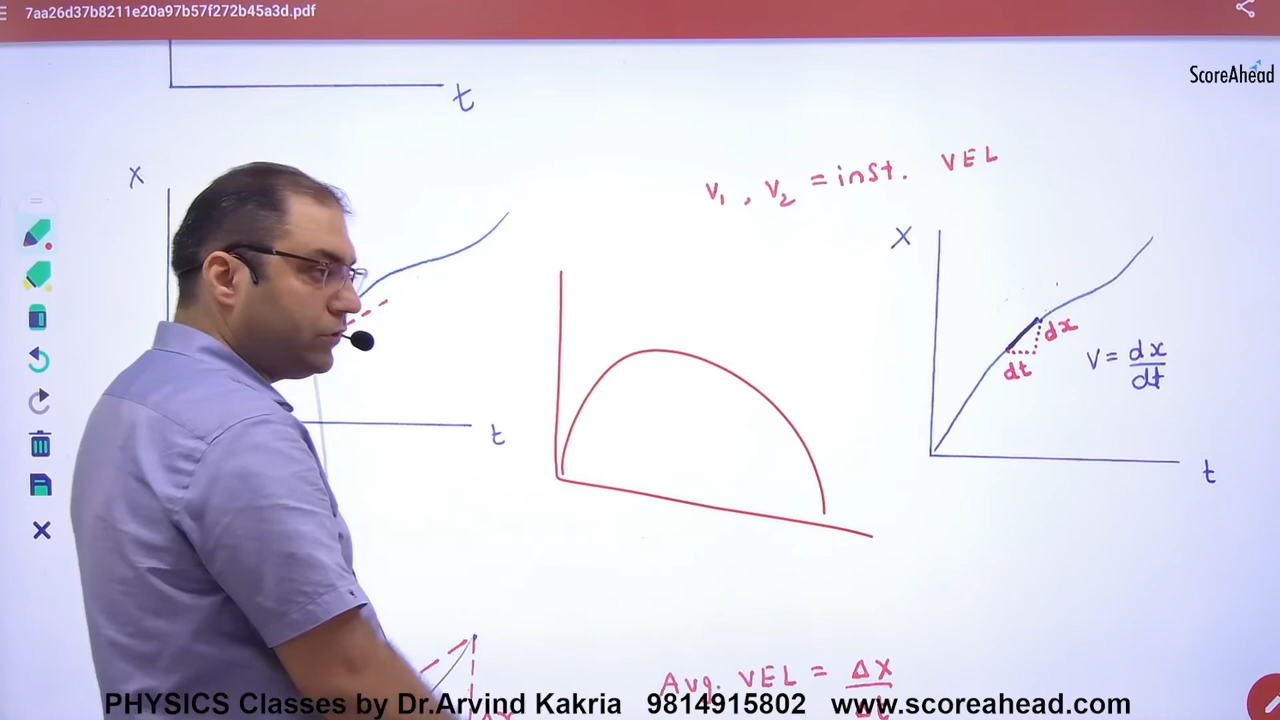 7aa26d37b8211e20a97b57f272b45a3d.pdf
ScoreAhead
t
x
V₁, V₂ = inst. VEL
x
dx
dt
V = dx/dt
t
t
Avg. VEL = Δx
PHYSICS Classes by Dr.Arvind Kakria 9814915802 www.scoreahead.com